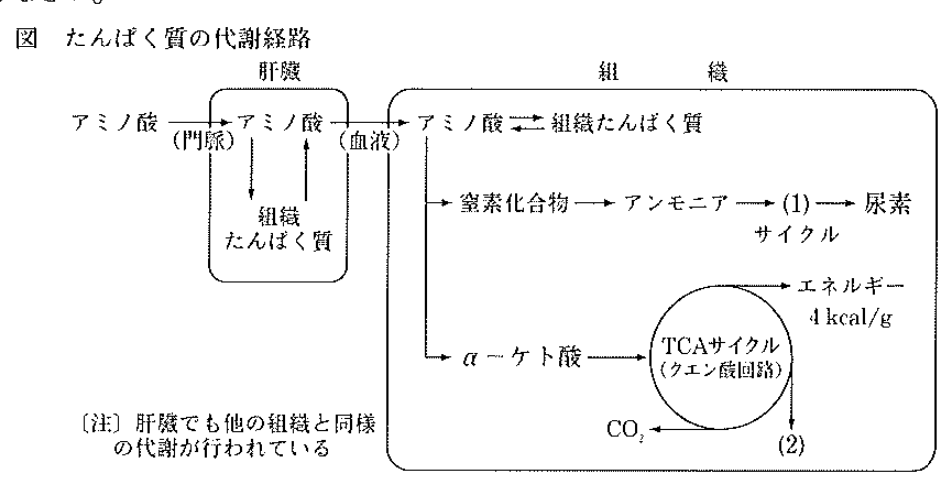 図 たんぱく質の代謝経路
肝臓
組 織
アミノ酸 (門脈) アミノ酸 (血液) アミノ酸 組織たんぱく質
窒素化合物 アンモニア (1) 尿素
サイクル
組織
たんぱく質
エネルギー
4 kcal/g
α-ケト酸 TCAサイクル
(クエン酸回路)
CO₂
(2)
〔注〕肝臓でも他の組織と同様
の代謝が行われている